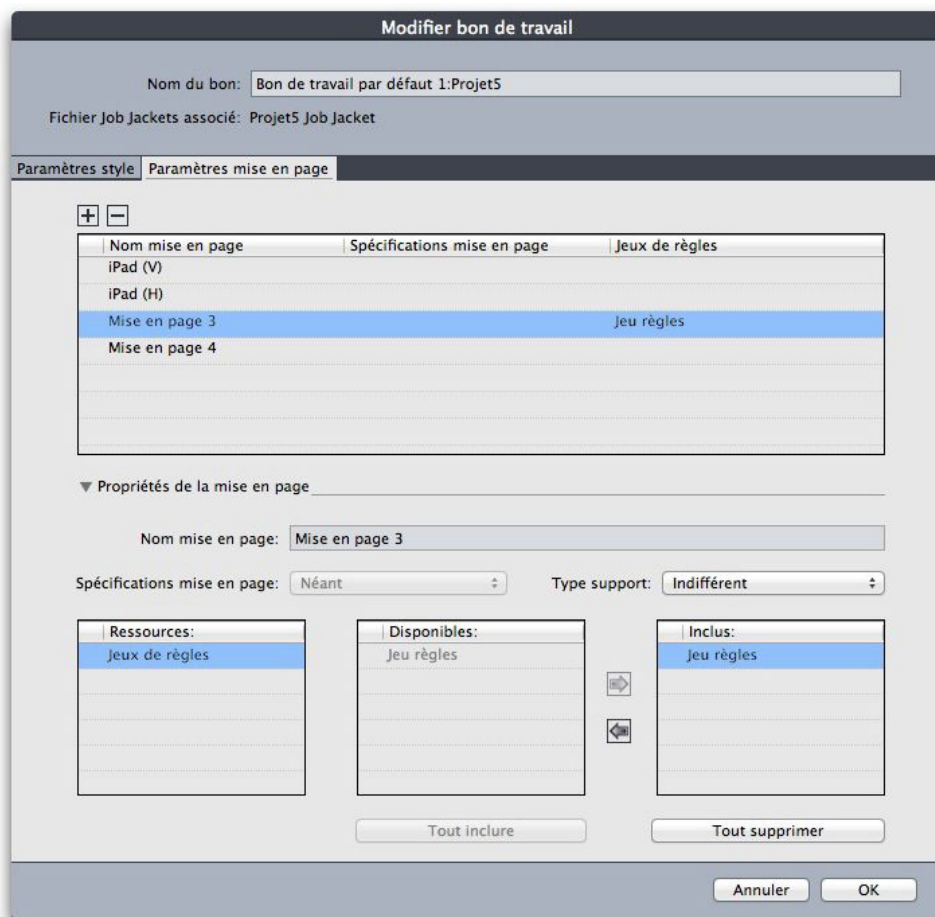 Modifier bon de travail
Nom du bon: Bon de travail par défaut 1:Projet5
Fichier Job Jackets associé: Projet5 Job Jacket
Paramètres style Paramètres mise en page
Nom mise en page Spécifications mise en page Jeux de règles
iPad (V)
iPad (H)
Mise en page 3 Jeu règles
Mise en page 4
Propriétés de la mise en page
Nom mise en page: Mise en page 3
Spécifications mise en page: Néant Type support: Indifférent
Ressources: Disponibles: Inclus:
Jeux de règles Jeu règles Jeu règles
Tout inclure Tout supprimer
Annuler OK